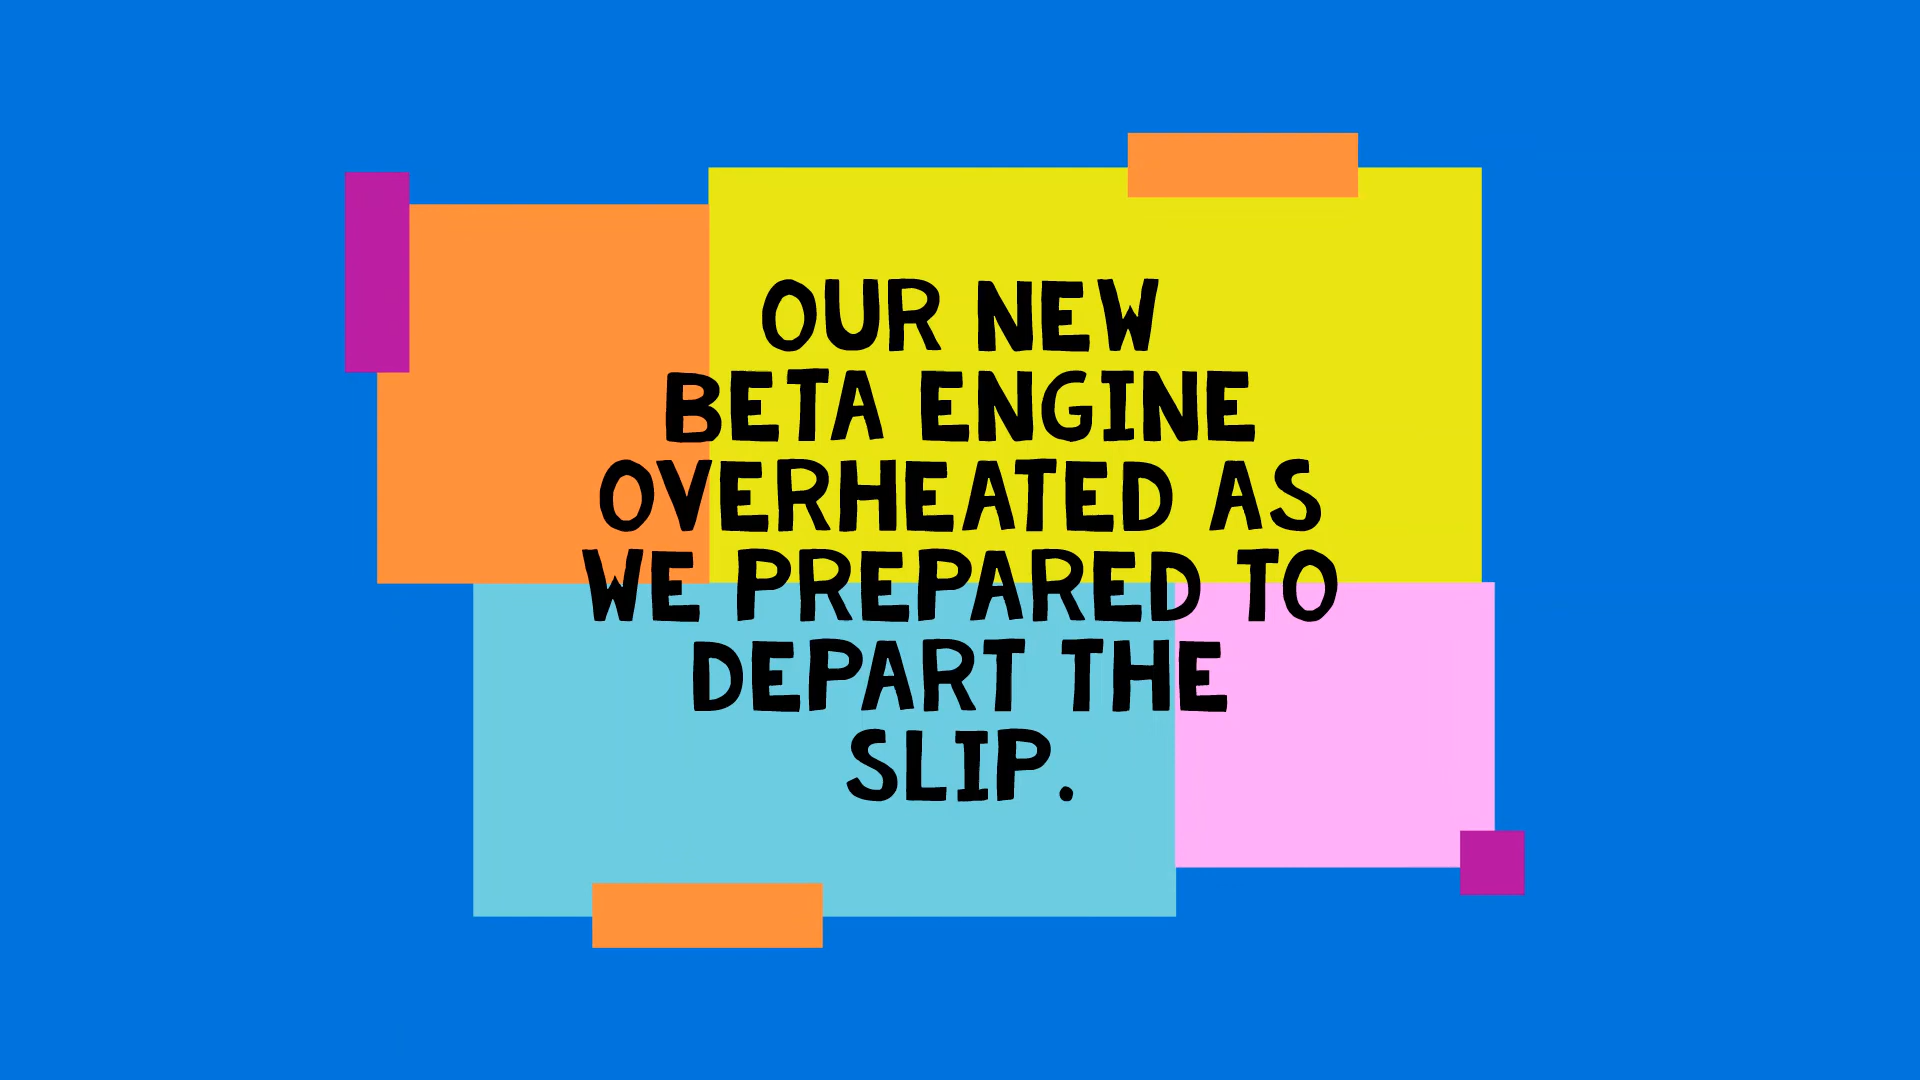 OUR NEW
BETA ENGINE
OVERHEATED AS
WE PREPARED TO
DEPART THE
SLIP.